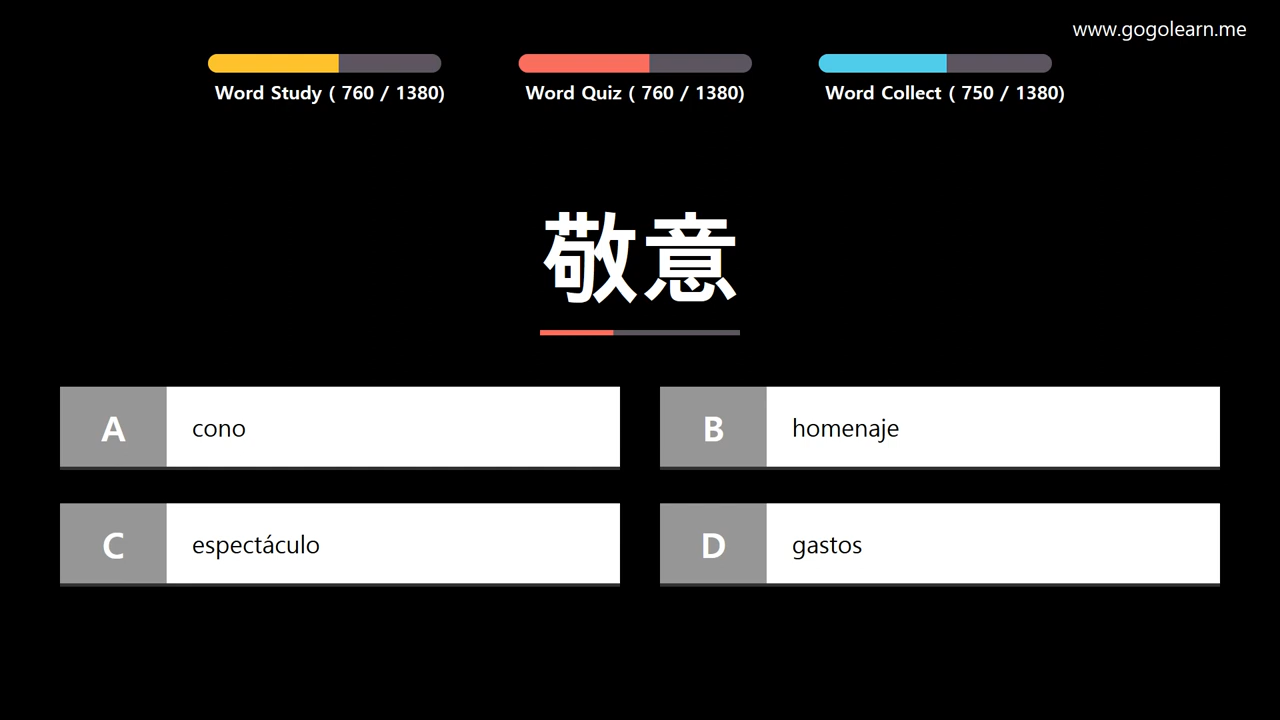 www.gogolearn.me
Word Study ( 760 / 1380)
Word Quiz ( 760 / 1380)
Word Collect ( 750 / 1380)
敬意
A cono
B homenaje
C espectáculo
D gastos